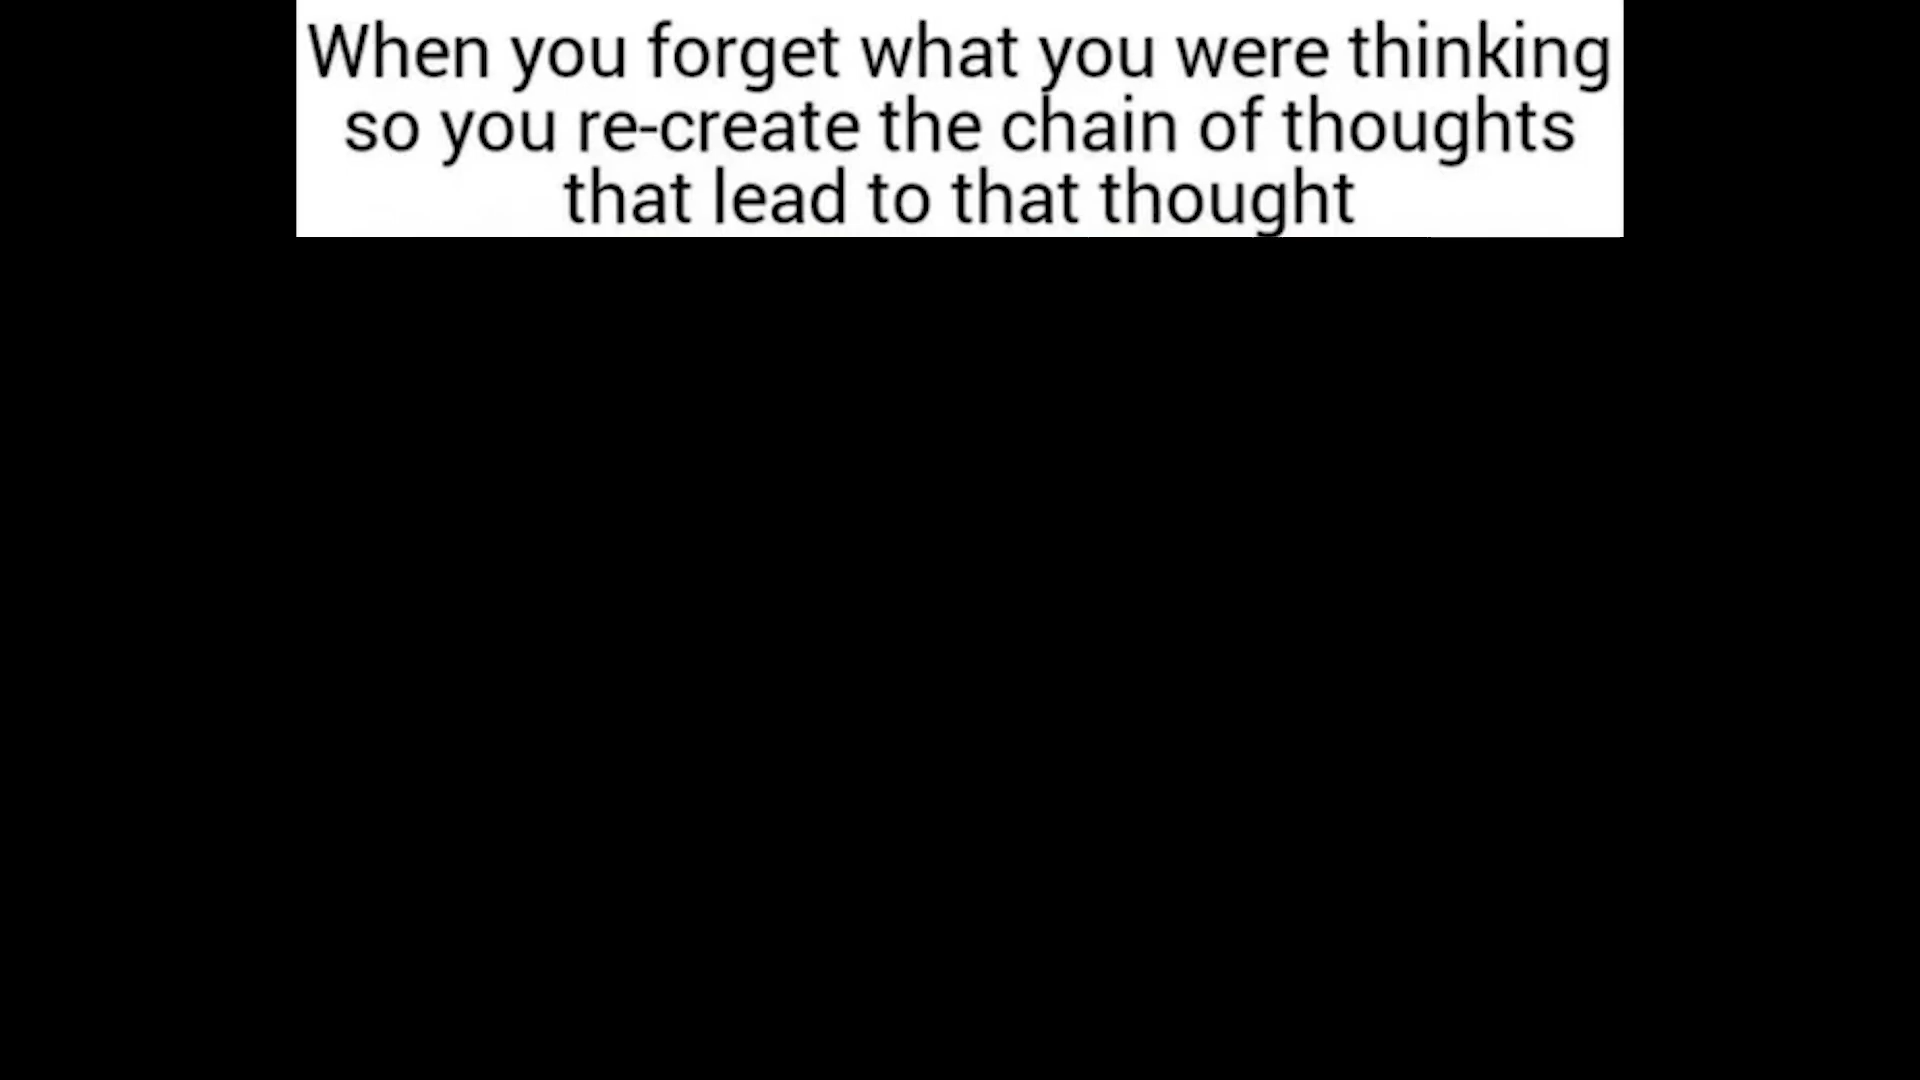 When you forget what you were thinking
so you re-create the chain of thoughts
that lead to that thought